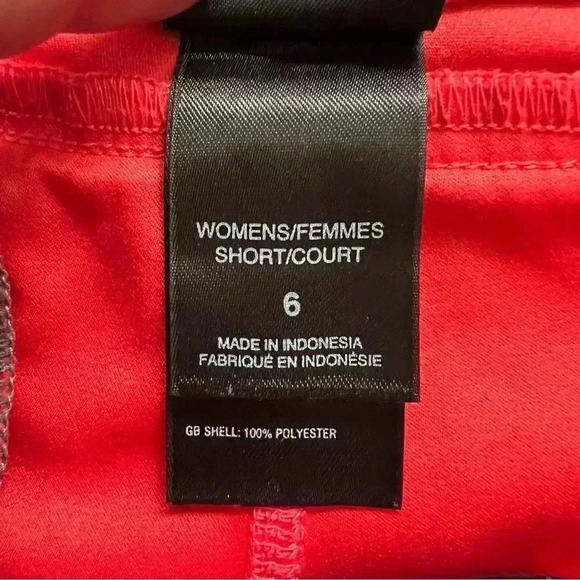 WOMENS/FEMMES
SHORT/COURT
6
MADE IN INDONESIA
FABRIQUÉ EN INDONÉSIE
GB SHELL: 100% POLYESTER